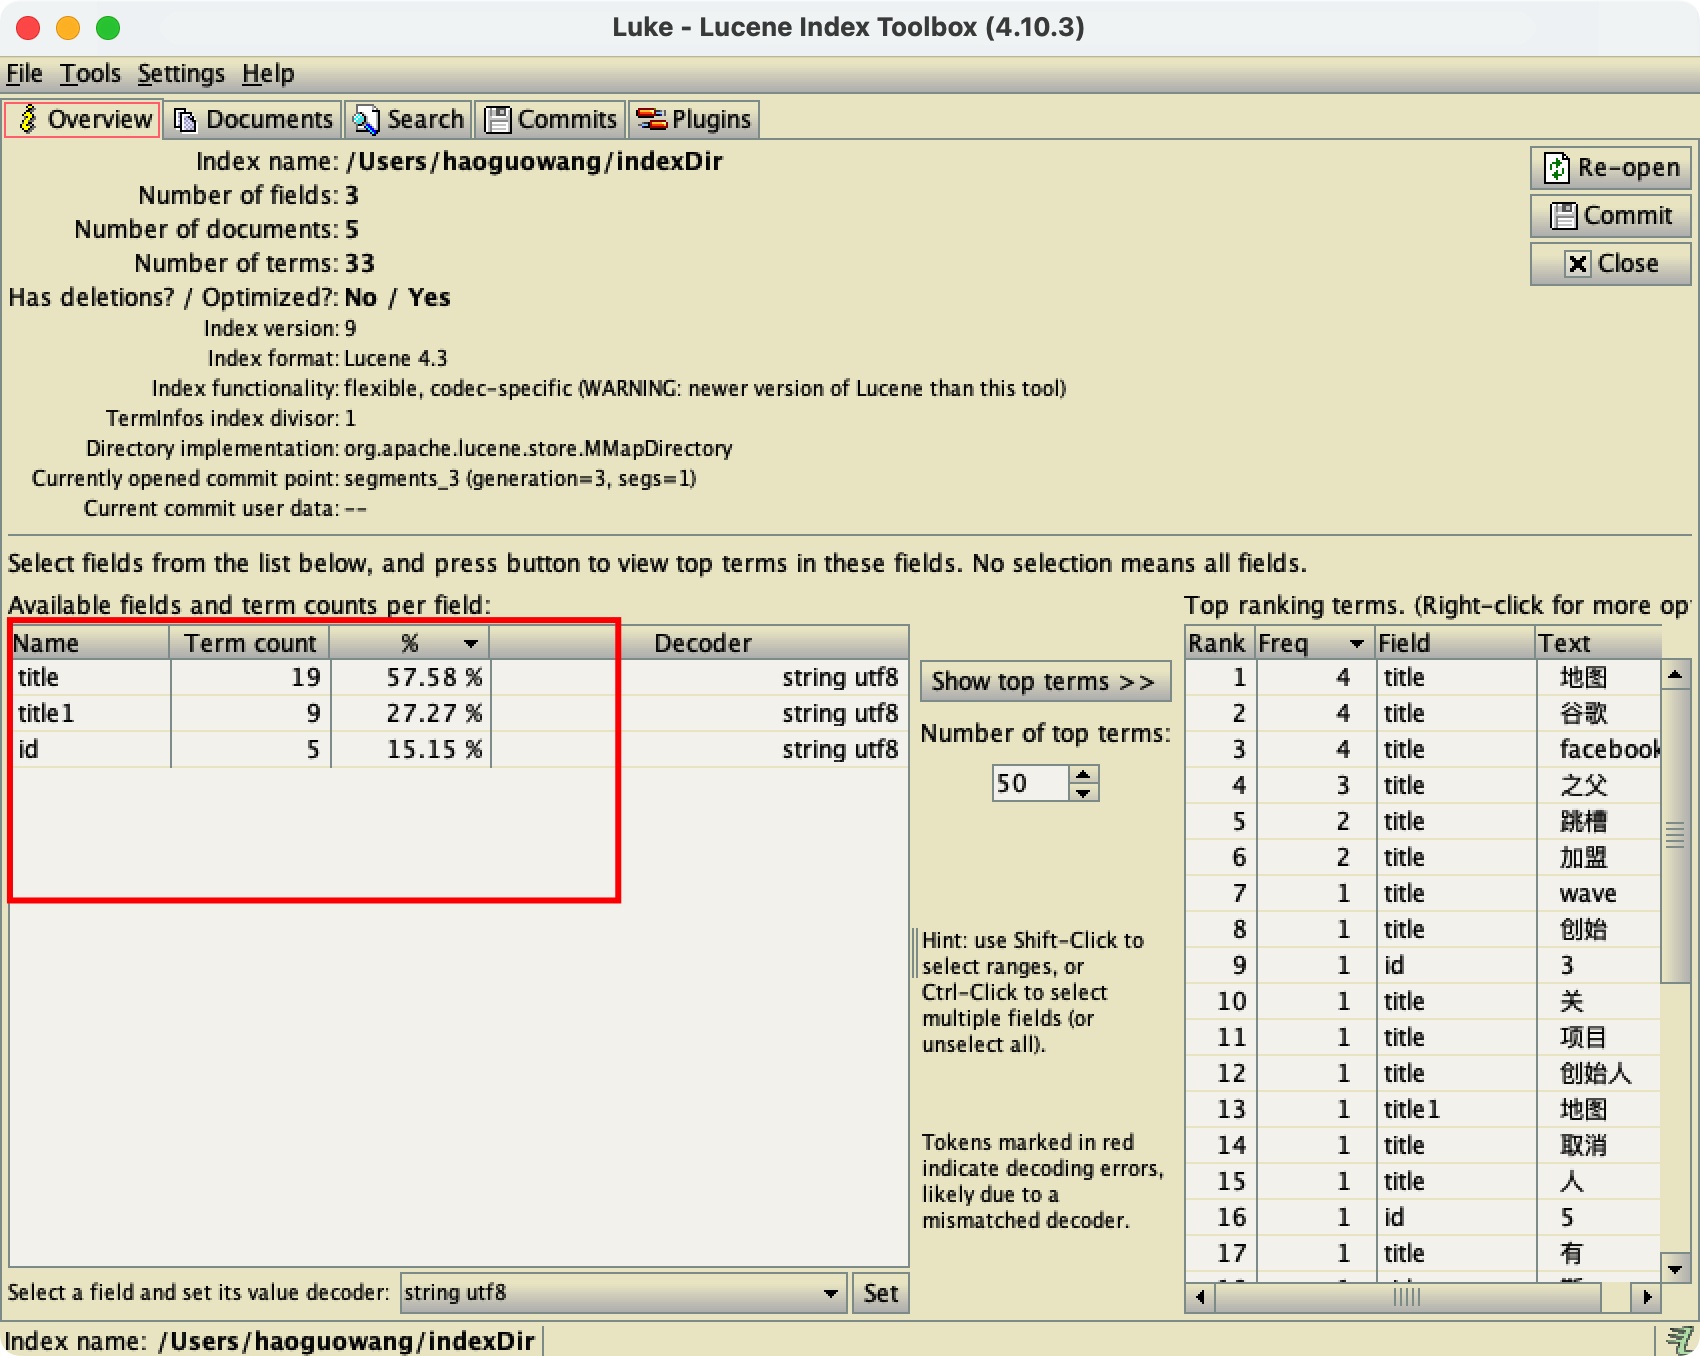 Luke - Lucene Index Toolbox (4.10.3)
File Tools Settings Help
Overview Documents Search Commits Plugins
Index name: /Users/haoguowang/indexDir
Number of fields: 3
Number of documents: 5
Number of terms: 33
Has deletions? / Optimized?: No / Yes
Index version: 9
Index format: Lucene 4.3
Index functionality: flexible, codec-specific (WARNING: newer version of Lucene than this tool)
TermInfos index divisor: 1
Directory implementation: org.apache.lucene.store.MMapDirectory
Currently opened commit point: segments_3 (generation=3, segs=1)
Current commit user data: --
Re-open
Commit
Close
Select fields from the list below, and press button to view top terms in these fields. No selection means all fields.
Available fields and term counts per field:
Name Term count % Decoder
title 19 57.58 % string utf8
title1 9 27.27 % string utf8
id 5 15.15 % string utf8
Show top terms >>
Number of top terms:
50
Hint: use Shift-Click to
select ranges, or
Ctrl-Click to select
multiple fields (or
unselect all).
Tokens marked in red
indicate decoding errors,
likely due to a
mismatched decoder.
Top ranking terms. (Right-click for more op
Rank Freq Field Text
1 4 title 地图
2 4 title 谷歌
3 4 title facebook
4 3 title 之父
5 2 title 跳槽
6 2 title 加盟
7 1 title wave
8 1 title 创始
9 1 id 3
10 1 title 关
11 1 title 项目
12 1 title 创始人
13 1 title1 地图
14 1 title 取消
15 1 title 人
16 1 id 5
17 1 title 有
Select a field and set its value decoder: string utf8 Set
Index name: /Users/haoguowang/indexDir